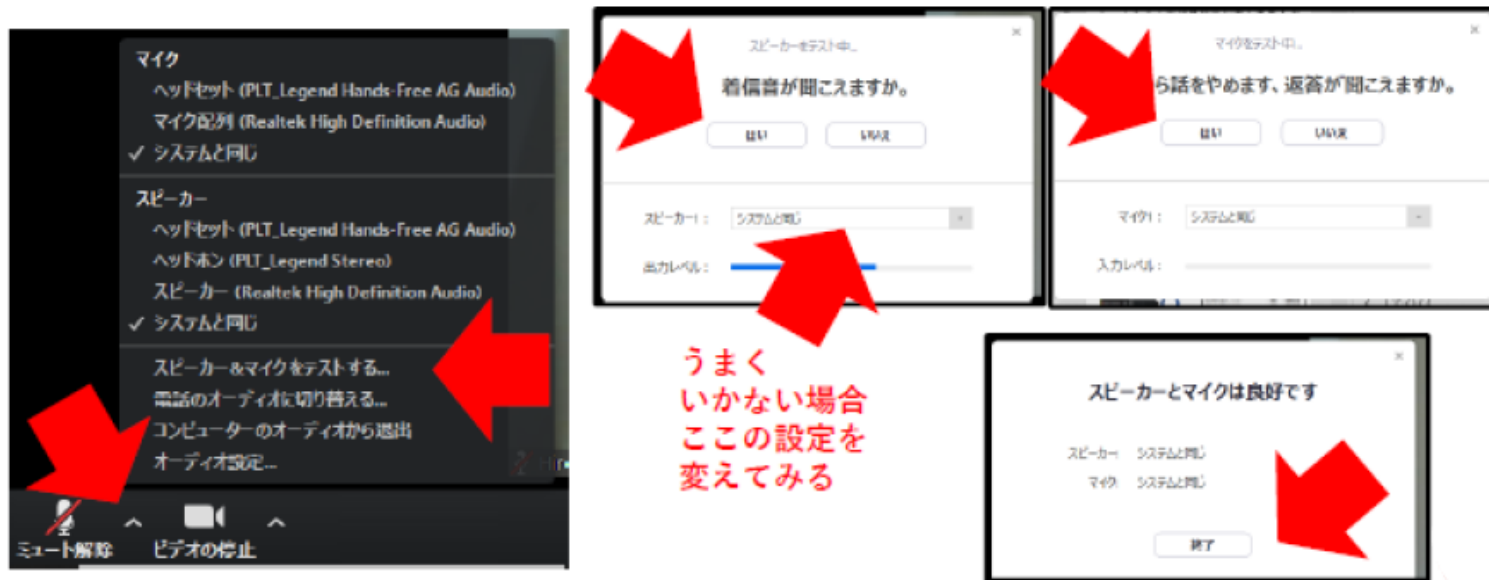 マイク
ヘッドセット (PLT_Legend Hands-Free AG Audio)
マイク配列 (Realtek High Definition Audio)
✓ システムと同じ
スピーカー
ヘッドセット (PLT_Legend Hands-Free AG Audio)
ヘッドホン (PLT_Legend Stereo)
スピーカー (Realtek High Definition Audio)
✓ システムと同じ
スピーカー&マイクをテストする...
電話のオーディオに切り替える...
コンピューターのオーディオから退出
オーディオ設定...
ミュート解除
ビデオの停止
スピーカーをテスト中...
着信音が聞こえますか。
はい
いいえ
スピーカー1:
システムと同じ
出力レベル:
うまく
いかない場合
ここの設定を
変えてみる
マイクをテスト中...
ら話をやめます、返答が聞こえますか。
はい
いいえ
マイク1:
システムと同じ
入力レベル:
スピーカーとマイクは良好です
スピーカー: システムと同じ
マイク: システムと同じ
終了